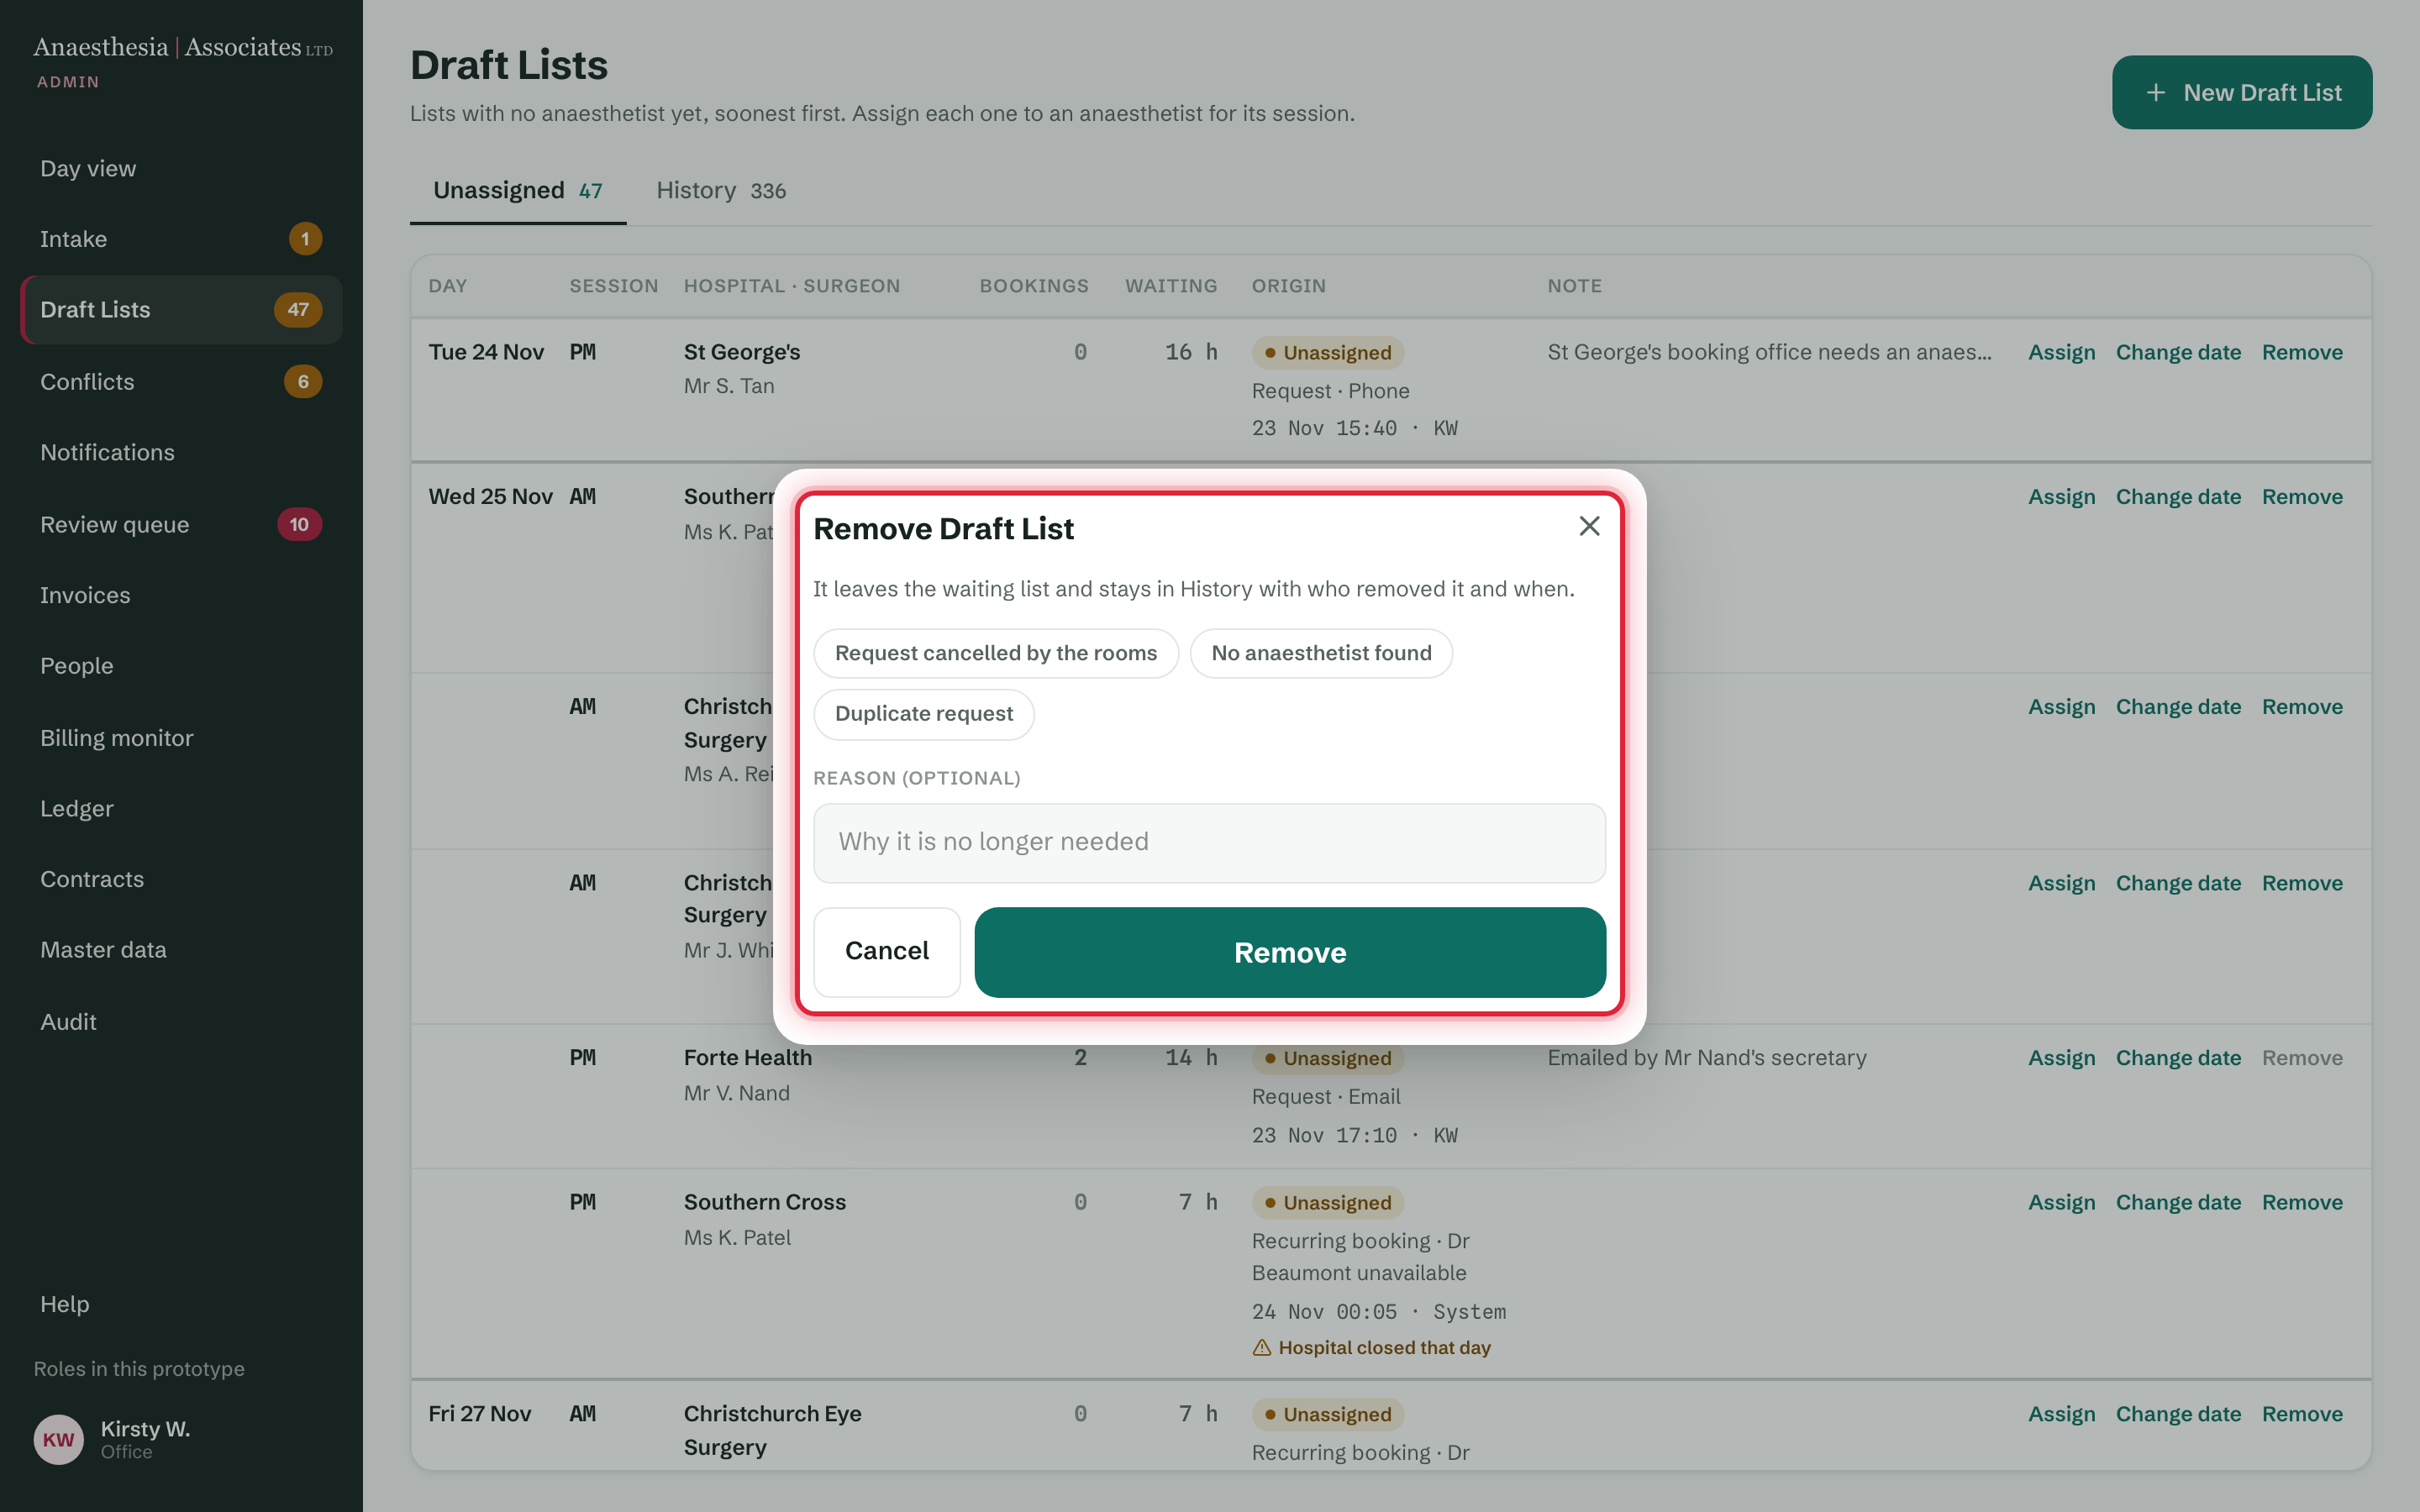 Anaesthesia | Associates LTD
ADMIN
Day view
Intake 1
Draft Lists 47
Conflicts 6
Notifications
Review queue 10
Invoices
People
Billing monitor
Ledger
Contracts
Master data
Audit
Help
Roles in this prototype
KW Kirsty W.
Office
Draft Lists
Lists with no anaesthetist yet, soonest first. Assign each one to an anaesthetist for its session.
+ New Draft List
Unassigned 47 History 336
DAY SESSION HOSPITAL · SURGEON BOOKINGS WAITING ORIGIN NOTE
Tue 24 Nov PM St George's 0 16 h Unassigned St George's booking office needs an anaes... Assign Change date Remove
Mr S. Tan
Request · Phone
23 Nov 15:40 · KW
Wed 25 Nov AM Assign Change date Remove
Ms K.
AM Assign Change date Remove
Surgery
Ms A.
AM Assign Change date Remove
Surgery
Mr J.
Remove Draft List
It leaves the waiting list and stays in History with who removed it and when.
Request cancelled by the rooms No anaesthetist found
Duplicate request
REASON (OPTIONAL)
Why it is no longer needed
Cancel Remove
PM Forte Health 2 14 h Unassigned Emailed by Mr Nand's secretary Assign Change date Remove
Mr V. Nand
Request · Email
23 Nov 17:10 · KW
PM Southern Cross 0 7 h Unassigned Assign Change date Remove
Ms K. Patel
Recurring booking · Dr
Beaumont unavailable
24 Nov 00:05 · System
Hospital closed that day
Fri 27 Nov AM Christchurch Eye 0 7 h Unassigned Assign Change date Remove
Surgery
Recurring booking · Dr